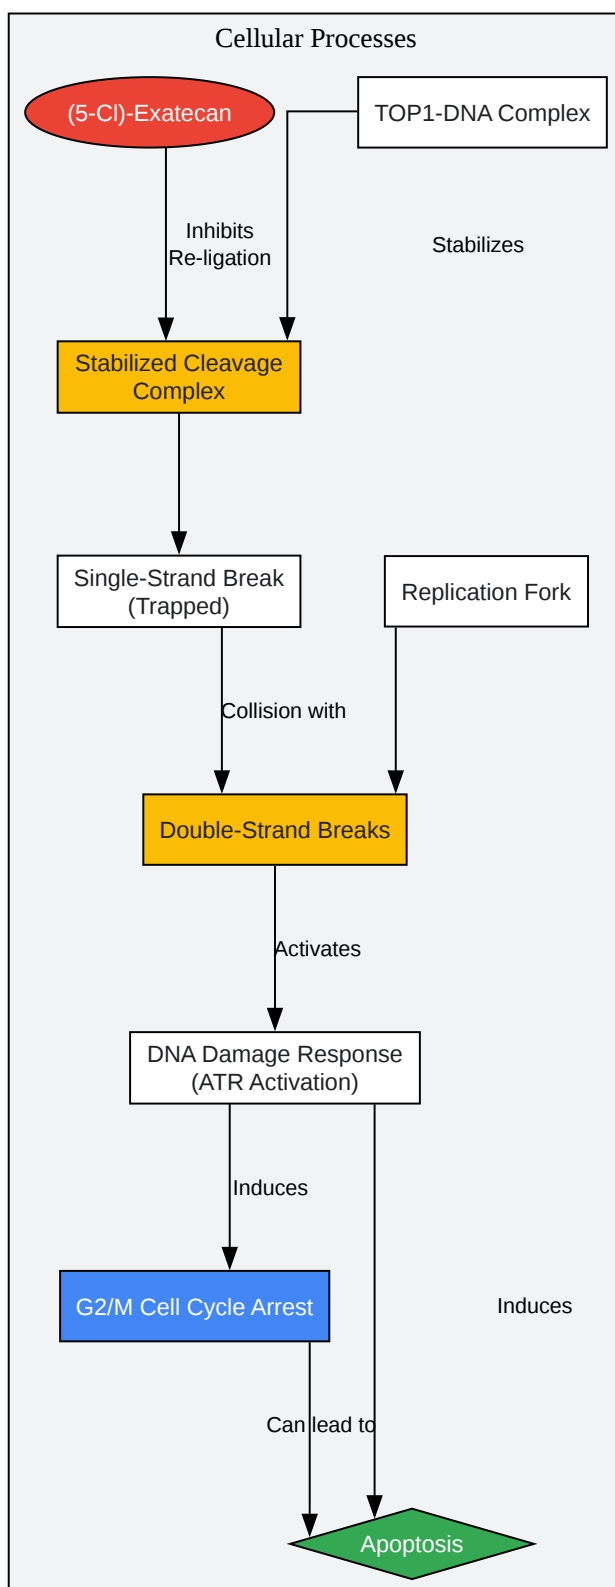 Cellular Processes
(5-Cl)-Exatecan
TOP1-DNA Complex
Inhibits
Re-ligation
Stabilizes
Stabilized Cleavage
Complex
Single-Strand Break
(Trapped)
Replication Fork
Collision with
Double-Strand Breaks
Activates
DNA Damage Response
(ATR Activation)
Induces
G2/M Cell Cycle Arrest
Induces
Can lead to
Apoptosis